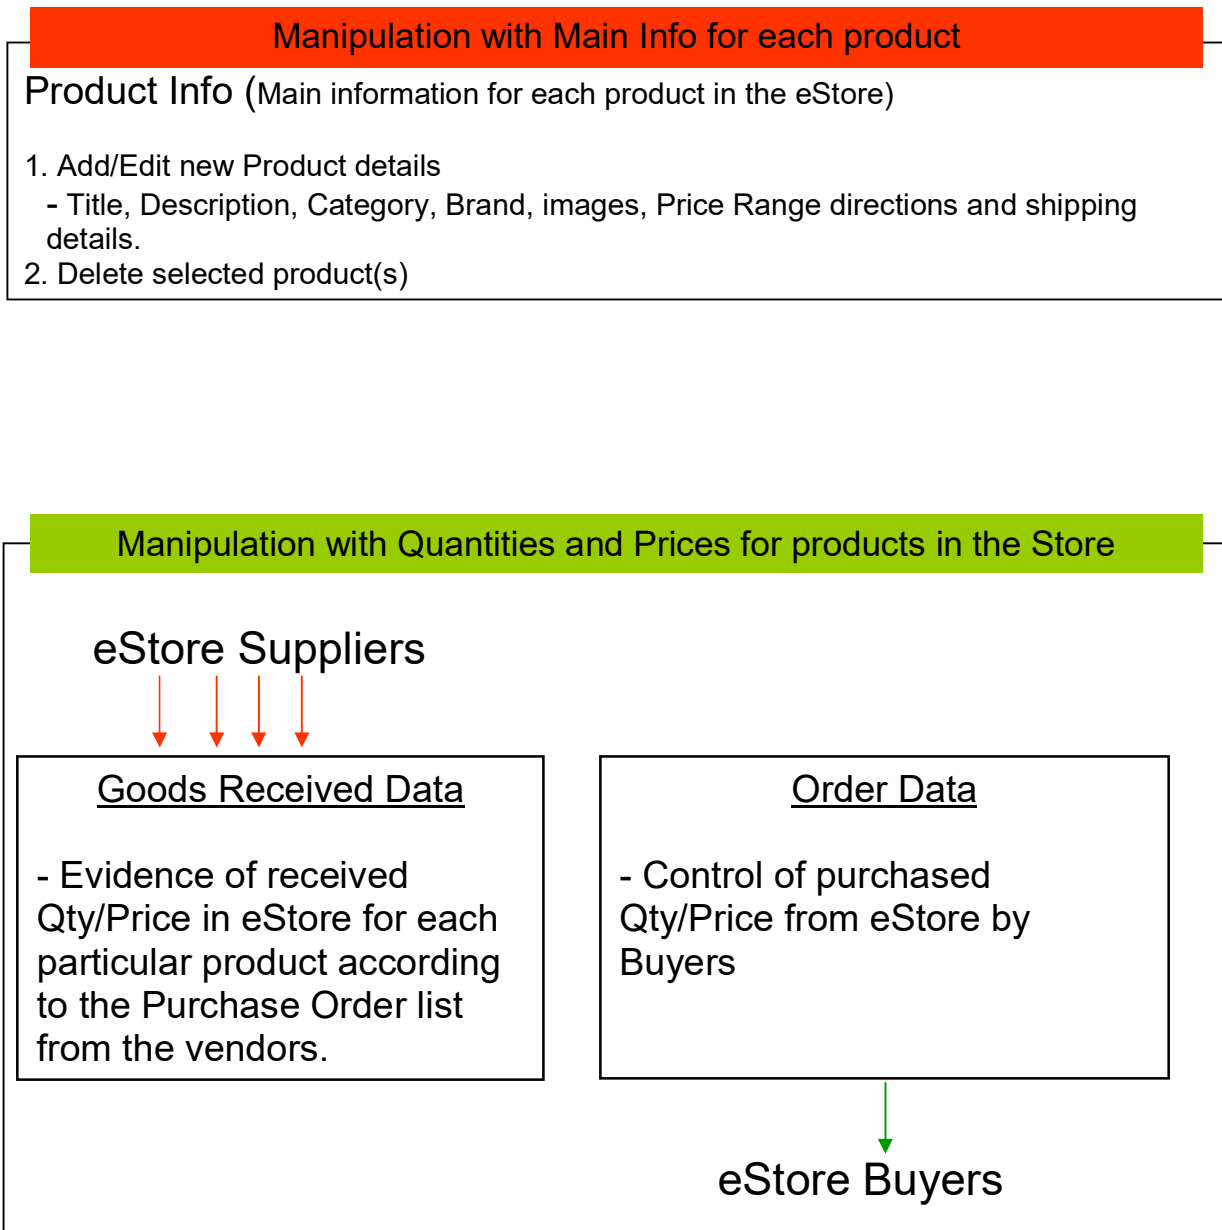 Manipulation with Main Info for each product
Product Info (Main information for each product in the eStore)
1. Add/Edit new Product details
- Title, Description, Category, Brand, images, Price Range directions and shipping
details.
2. Delete selected product(s)
Manipulation with Quantities and Prices for products in the Store
eStore Suppliers
Goods Received Data
- Evidence of received
Qty/Price in eStore for each
particular product according
to the Purchase Order list
from the vendors.
Order Data
- Control of purchased
Qty/Price from eStore by
Buyers
eStore Buyers